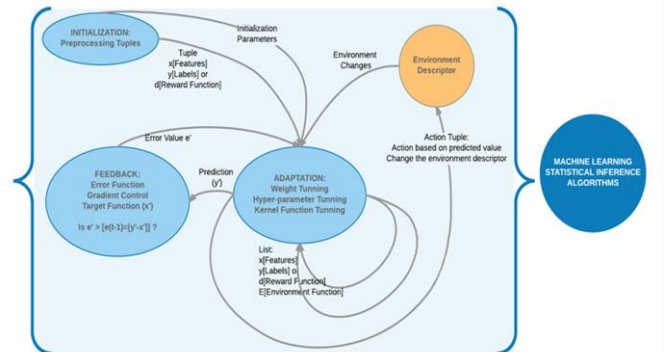 INITIALIZATION:
Preprocessing Tuples
Initialization
Parameters
Tuple
x[Features]
y[Labels] or
d[Reward Function]
Environment
Changes
Environment
Descriptor
Action Tuple:
Action based on predicted value
Change the environment descriptor
Error Value e'
FEEDBACK:
Error Function
Gradient Control
Target Function (x')
Is e' > [e(t-1)=[y'-x']] ?
Prediction
(y')
ADAPTATION:
Weight Tunning
Hyper-parameter Tunning
Kernel Function Tunning
List:
x[Features]
y[Labels] or
d[Reward Function]
E[Environment Function]
MACHINE LEARNING
STATISTICAL INFERENCE
ALGORITHMS